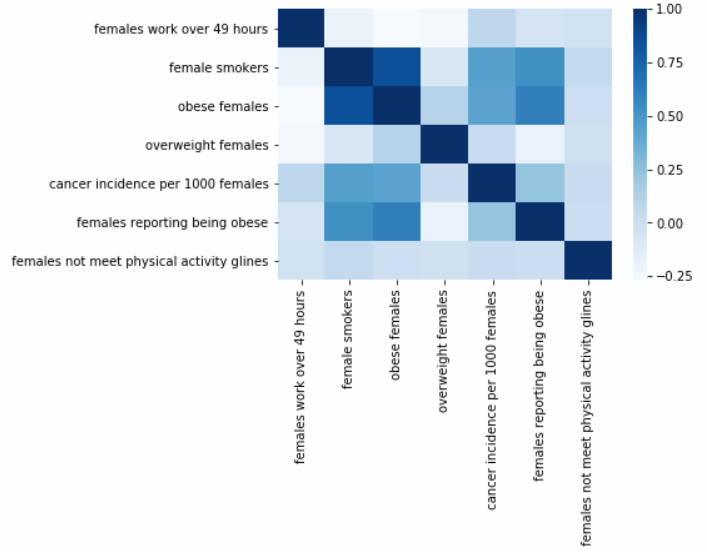 females work over 49 hours
female smokers
obese females
overweight females
cancer incidence per 1000 females
females reporting being obese
females not meet physical activity glines
females work over 49 hours
female smokers
obese females
overweight females
cancer incidence per 1000 females
females reporting being obese
females not meet physical activity glines
1.00
0.75
0.50
0.25
0.00
−0.25